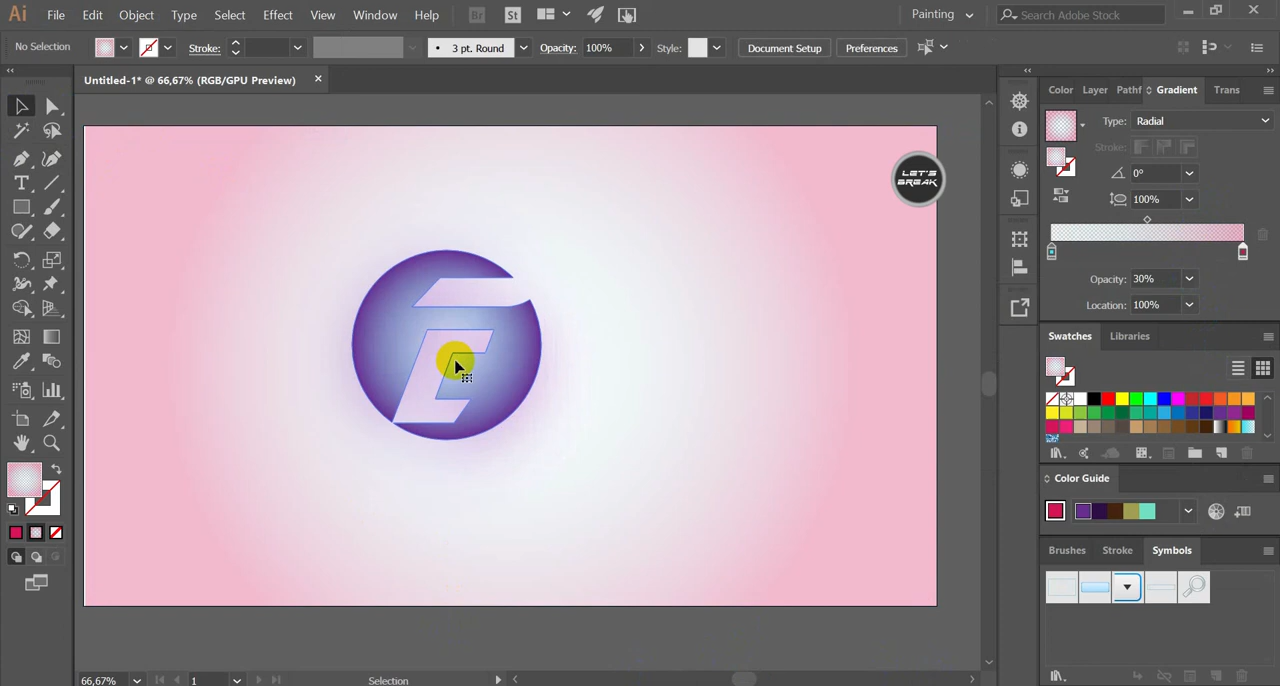 Ai File Edit Object Type Select Effect View Window Help Br St Painting Search Adobe Stock
No Selection Stroke: 3 pt. Round Opacity: 100% Style: Document Setup Preferences
Untitled-1* @ 66,67% (RGB/GPU Preview)
Color Layer Pathf Gradient Trans
Type: Radial
Stroke:
0°
100%
LET'S
BREAK
Opacity: 30%
Location: 100%
Swatches Libraries
E
Color Guide
Brushes Stroke Symbols
66,67% 1 Selection